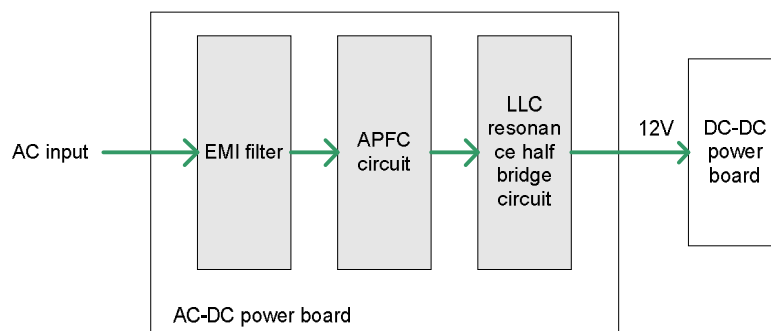 AC input
EMI filter
APFC
circuit
LLC
resonan
ce half
bridge
circuit
12V
DC-DC
power
board
AC-DC power board